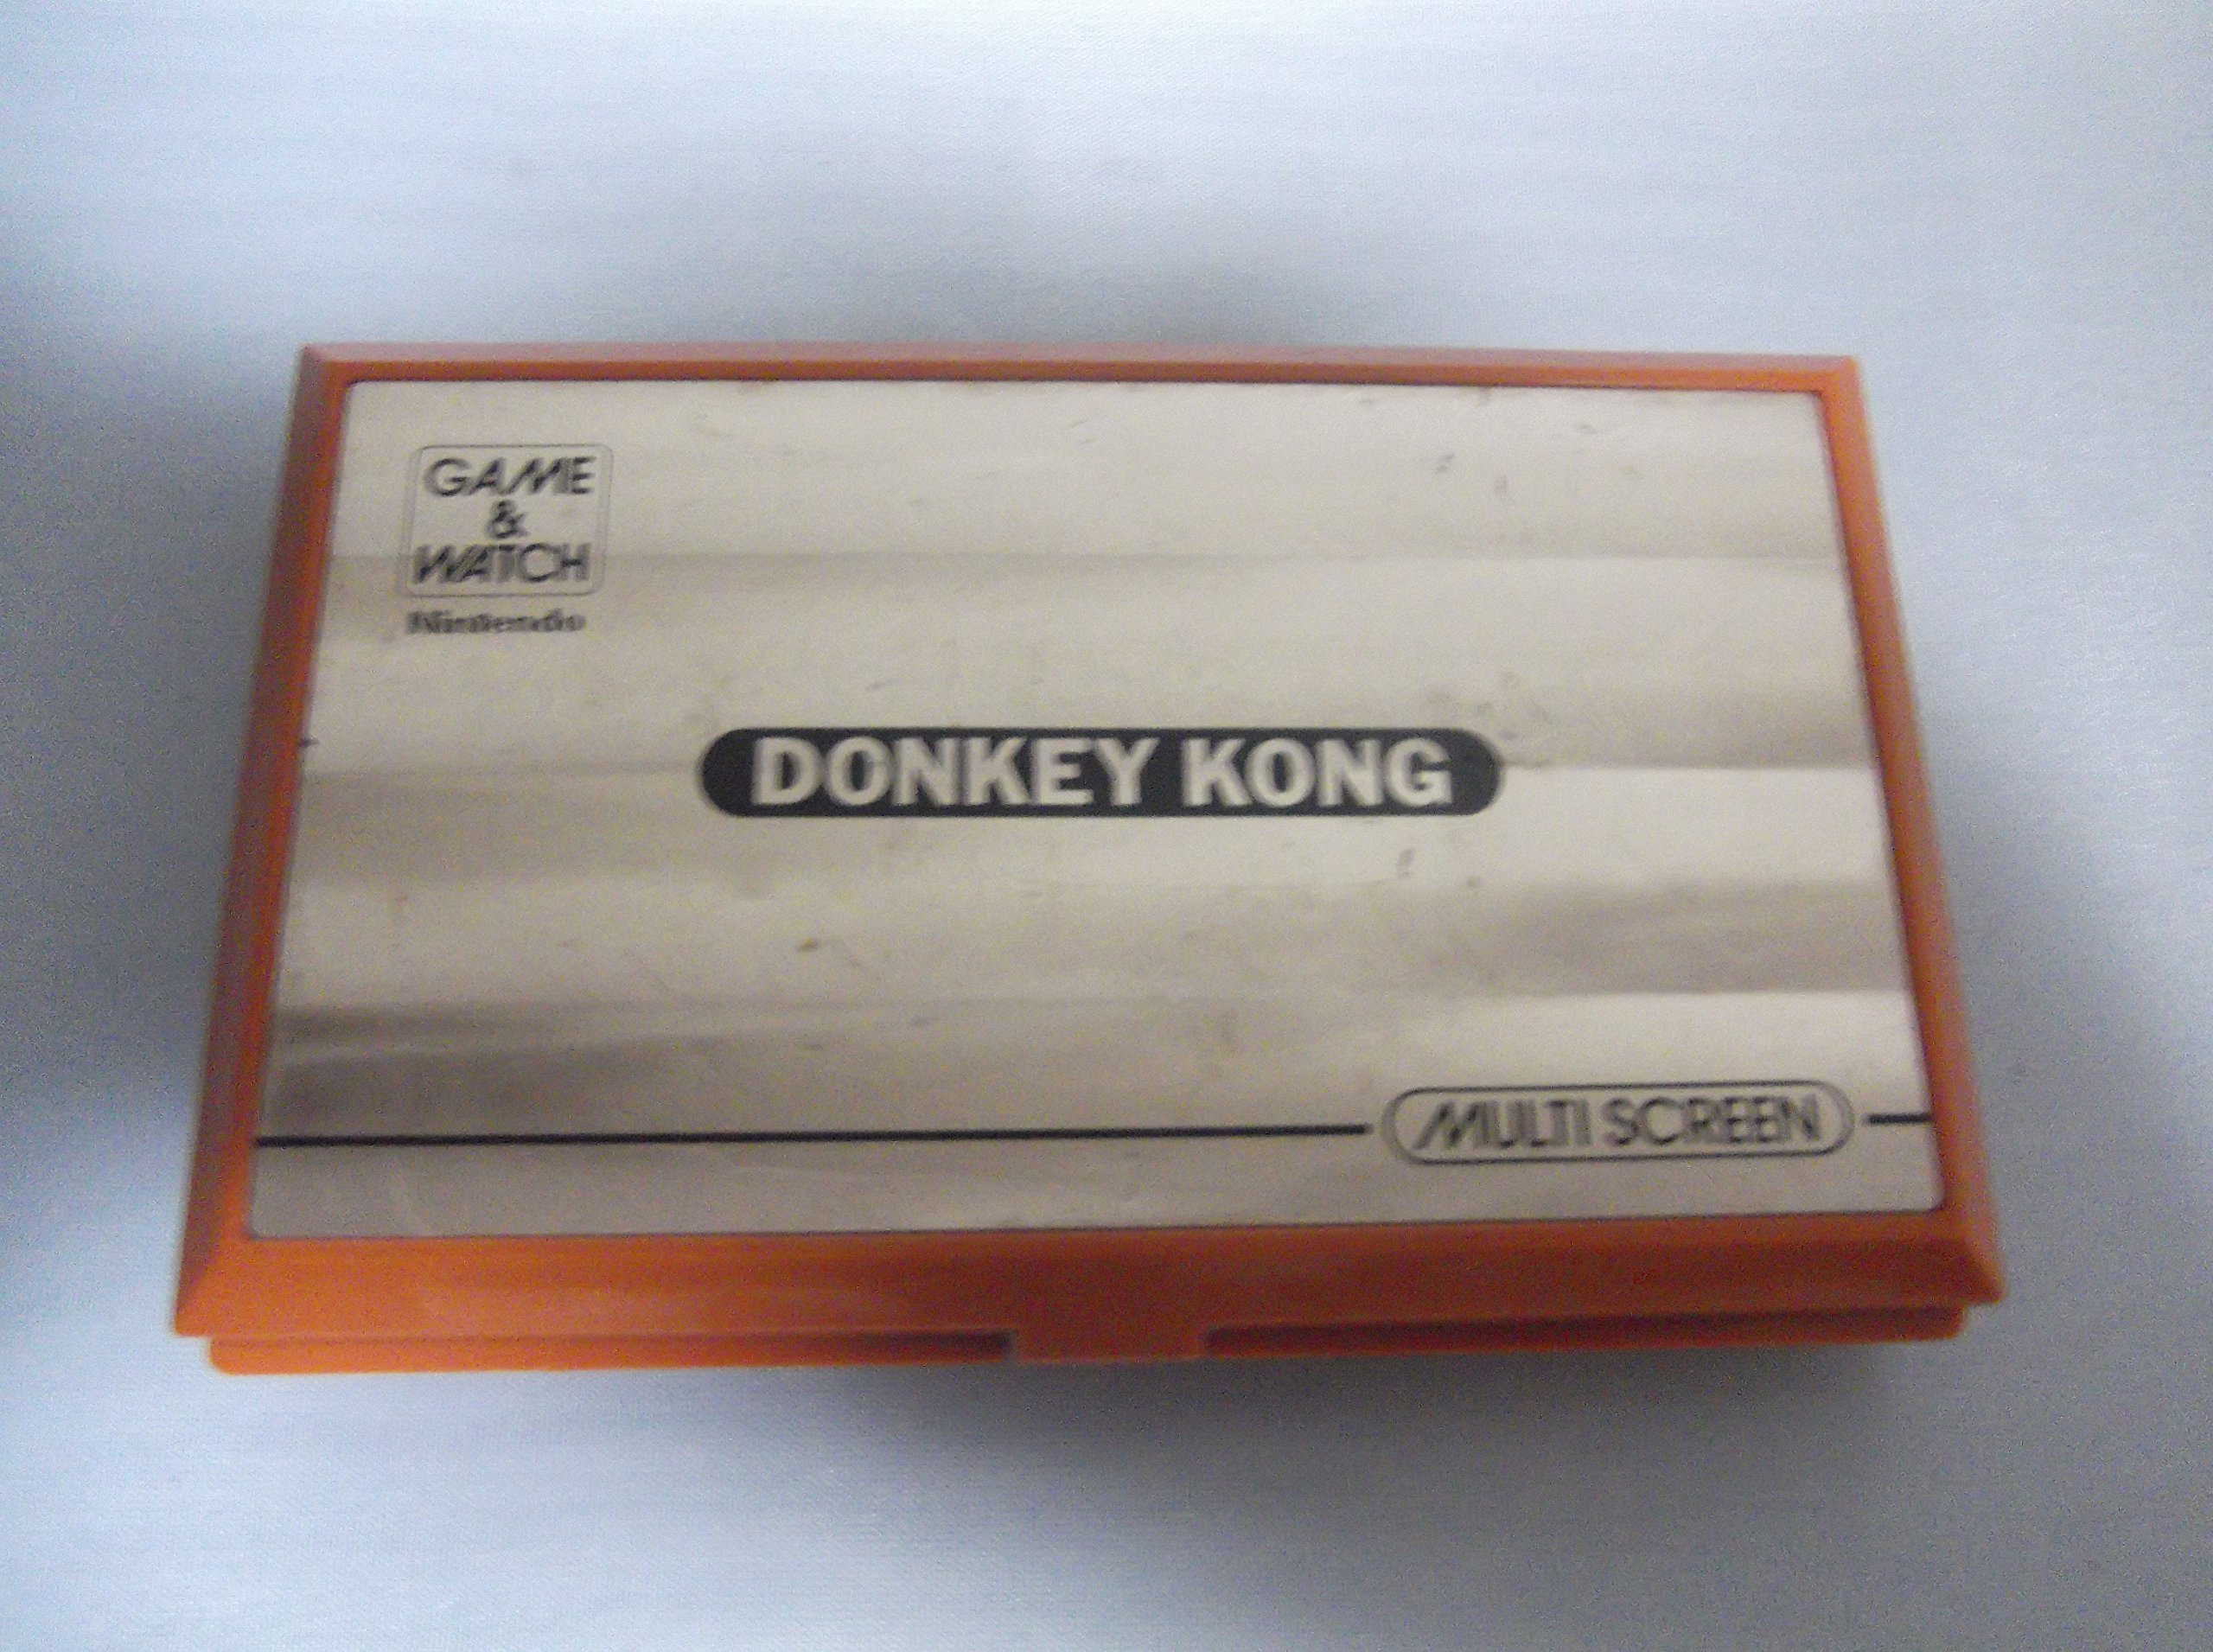 GAME
&
WATCH
Nintendo
DONKEY KONG
MULTI SCREEN